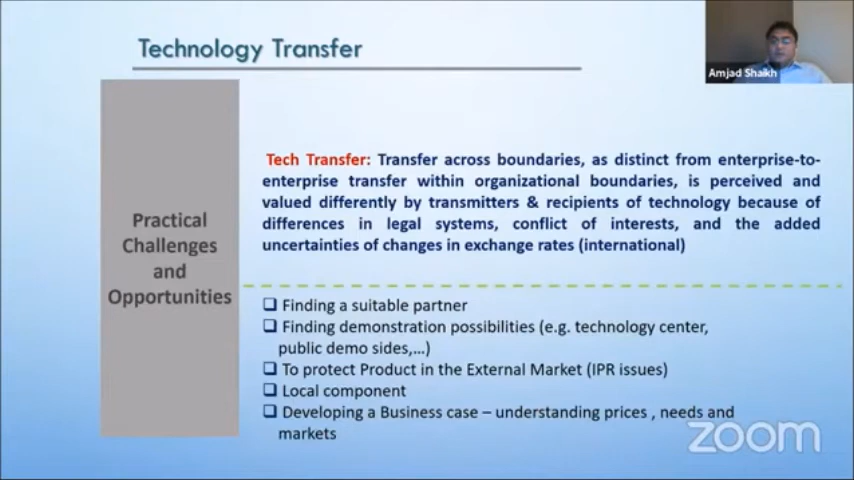 Technology Transfer
Amjad Shaikh
Practical
Challenges
and
Opportunities
Tech Transfer: Transfer across boundaries, as distinct from enterprise-to-
enterprise transfer within organizational boundaries, is perceived and
valued differently by transmitters & recipients of technology because of
differences in legal systems, conflict of interests, and the added
uncertainties of changes in exchange rates (international)
❑ Finding a suitable partner
❑ Finding demonstration possibilities (e.g. technology center,
public demo sides,...)
❑ To protect Product in the External Market (IPR issues)
❑ Local component
❑ Developing a Business case – understanding prices , needs and
markets
zoom